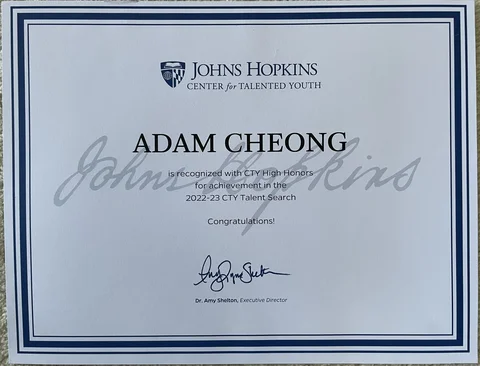 JOHNS HOPKINS
CENTER for TALENTED YOUTH
Johns Hopkins
ADAM CHEONG
is recognized with CTY High Honors
for achievement in the
2022-23 CTY Talent Search
Congratulations!
Dr. Amy Shelton, Executive Director